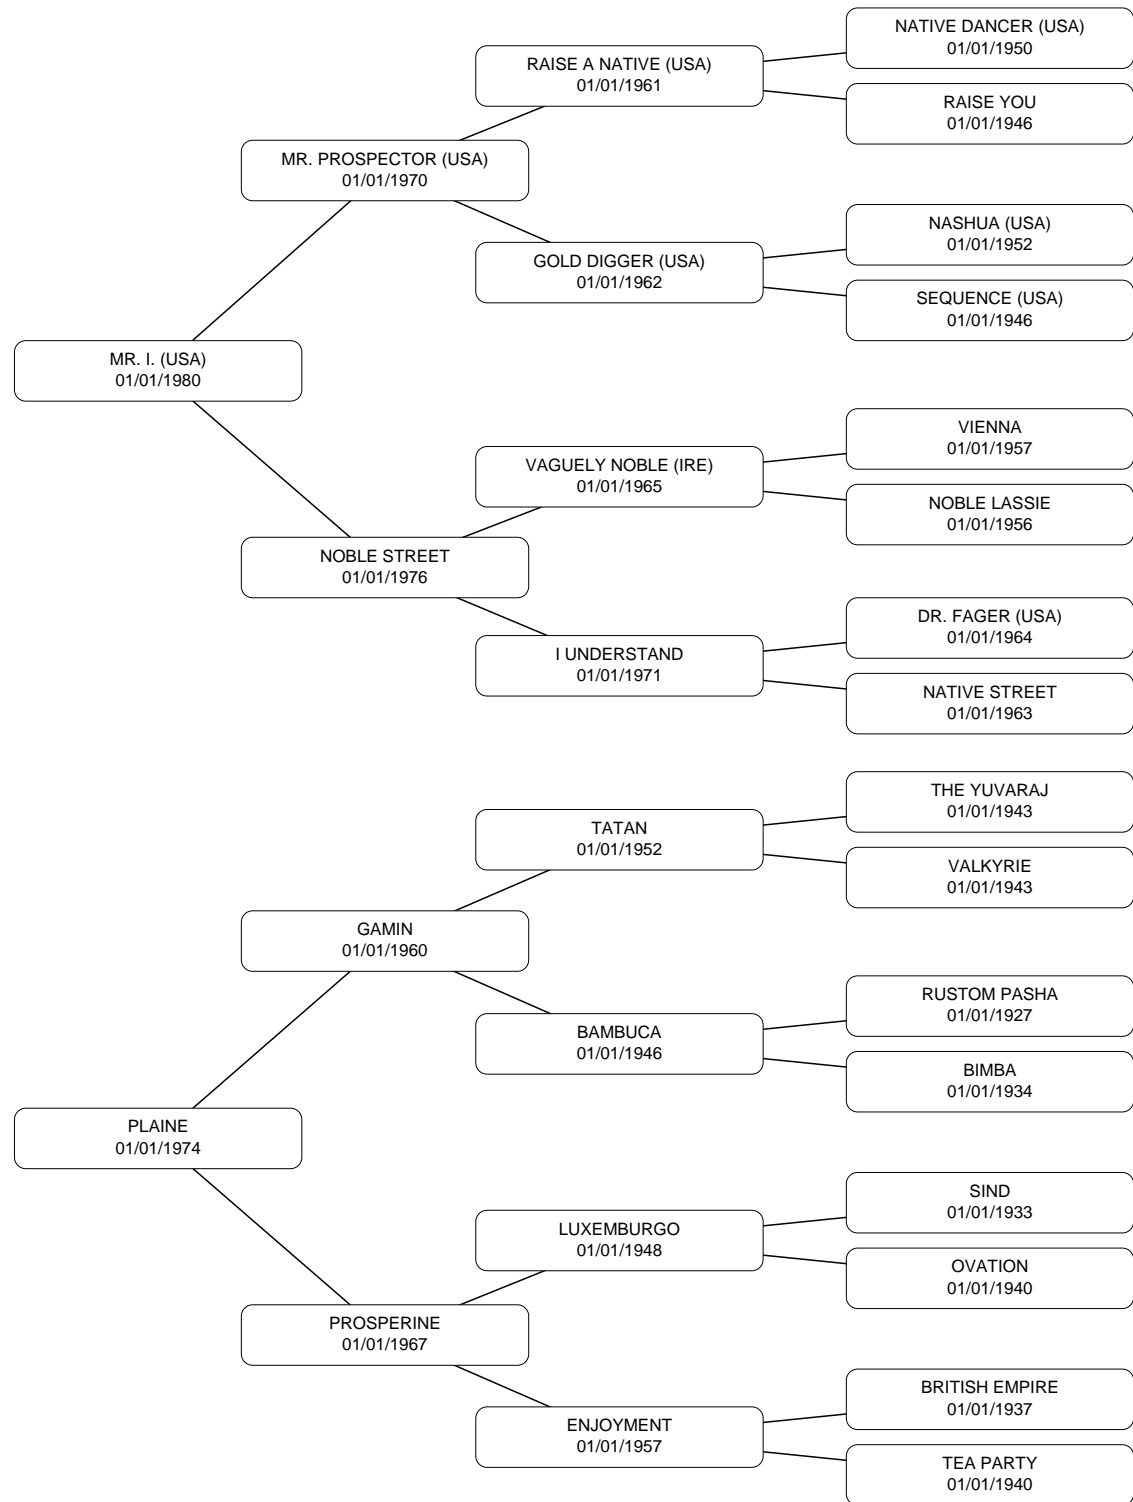 NATIVE DANCER (USA)
01/01/1950
RAISE A NATIVE (USA)
01/01/1961
RAISE YOU
01/01/1946
MR. PROSPECTOR (USA)
01/01/1970
NASHUA (USA)
01/01/1952
GOLD DIGGER (USA)
01/01/1962
SEQUENCE (USA)
01/01/1946
MR. I. (USA)
01/01/1980
VIENNA
01/01/1957
VAGUELY NOBLE (IRE)
01/01/1965
NOBLE LASSIE
01/01/1956
NOBLE STREET
01/01/1976
DR. FAGER (USA)
01/01/1964
I UNDERSTAND
01/01/1971
NATIVE STREET
01/01/1963
THE YUVARAJ
01/01/1943
TATAN
01/01/1952
VALKYRIE
01/01/1943
GAMIN
01/01/1960
RUSTOM PASHA
01/01/1927
BAMBUCA
01/01/1946
BIMBA
01/01/1934
PLAINE
01/01/1974
SIND
01/01/1933
LUXEMBURGO
01/01/1948
OVATION
01/01/1940
PROSPERINE
01/01/1967
BRITISH EMPIRE
01/01/1937
ENJOYMENT
01/01/1957
TEA PARTY
01/01/1940